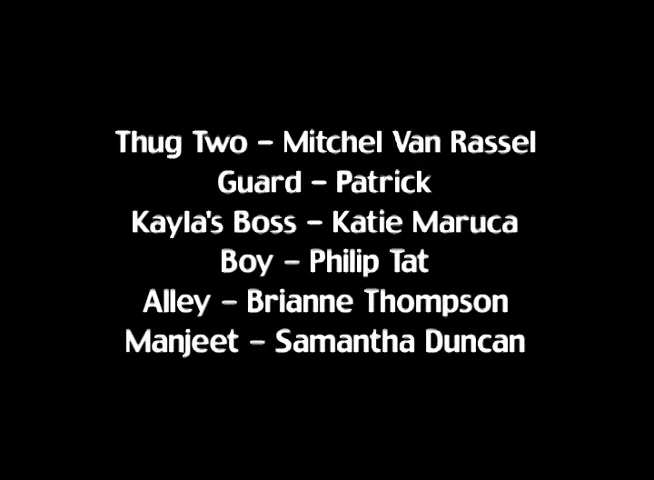 Thug Two – Mitchel Van Rassel
Guard – Patrick
Kayla's Boss – Katie Maruca
Boy – Philip Tat
Alley – Brianne Thompson
Manjeet – Samantha Duncan